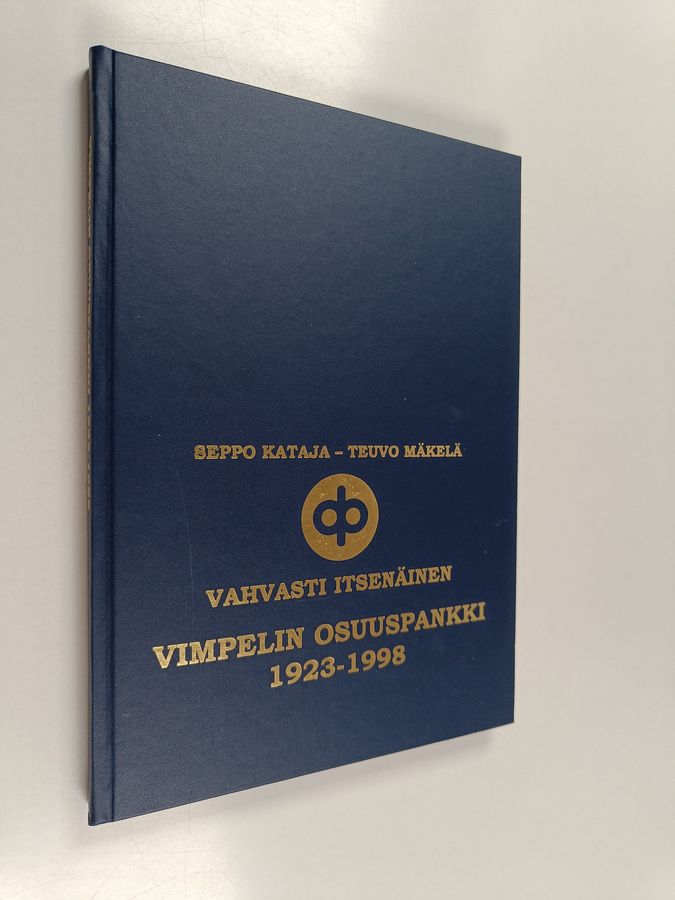 SEPPO KATAJA – TEUVO MÄKELÄ
VAHVASTI ITSENÄINEN
VIMPELIN OSUUSPANKKI
1923-1998